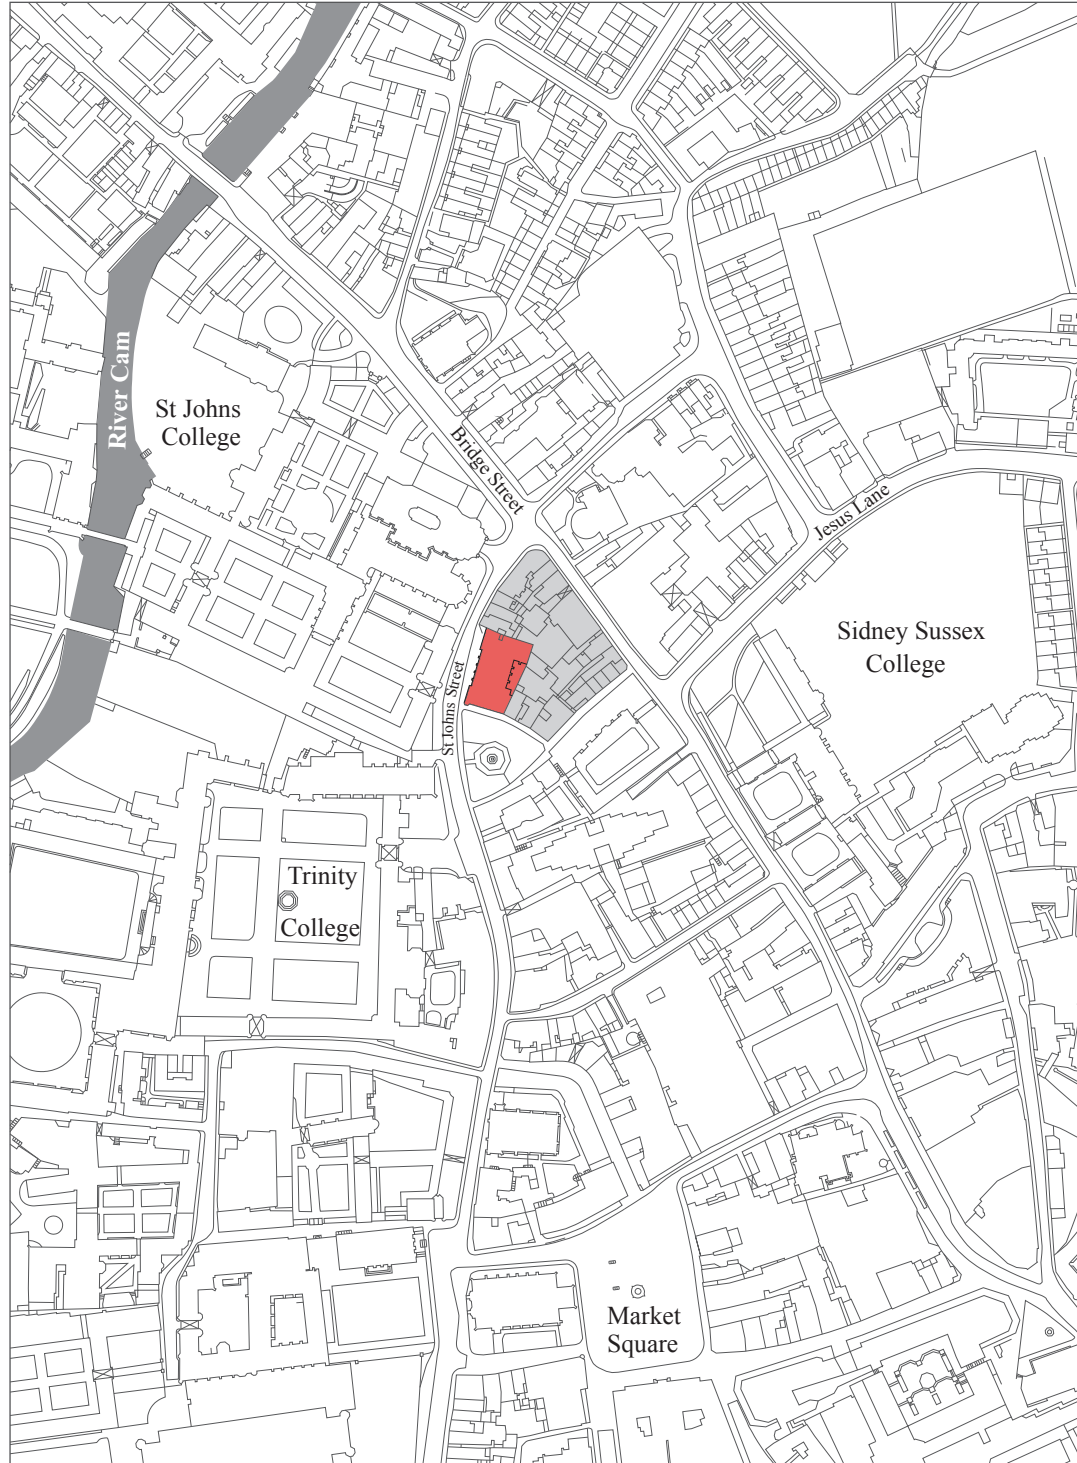 River Cam
St Johns
College
Bridge Street
Jesus Lane
Sidney Sussex
College
St Johns Street
Trinity
College
Market
Square